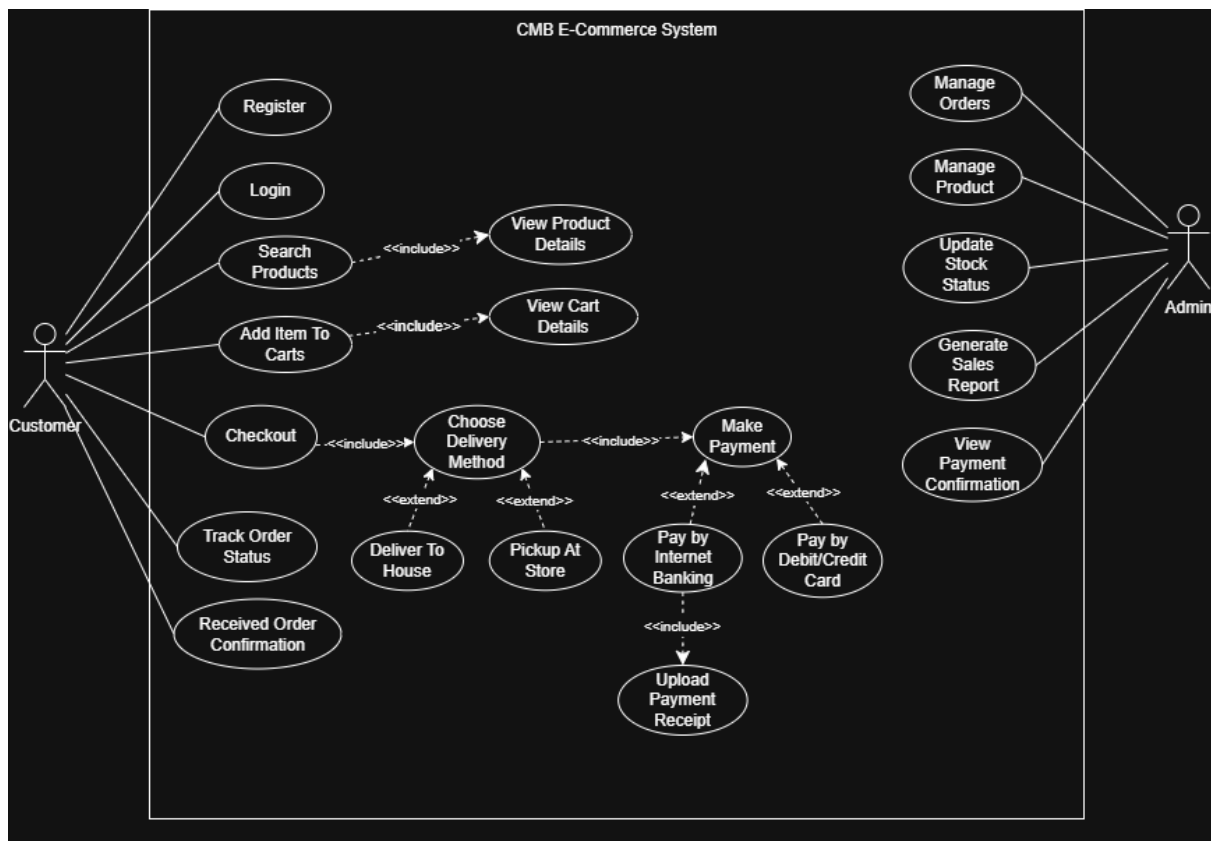 CMB E-Commerce System
Register
Manage
Orders
Login
Manage
Product
Search
Products
<<include>>
View Product
Details
Update
Stock
Status
Admin
Add Item To
Carts
<<include>>
View Cart
Details
Generate
Sales
Report
Customer
Checkout
<<include>>
Choose
Delivery
Method
<<include>>
Make
Payment
View
Payment
Confirmation
<<extend>>
<<extend>>
<<extend>>
<<extend>>
Track Order
Status
Deliver To
House
Pickup At
Store
Pay by
Internet
Banking
Pay by
Debit/Credit
Card
Received Order
Confirmation
<<include>>
Upload
Payment
Receipt